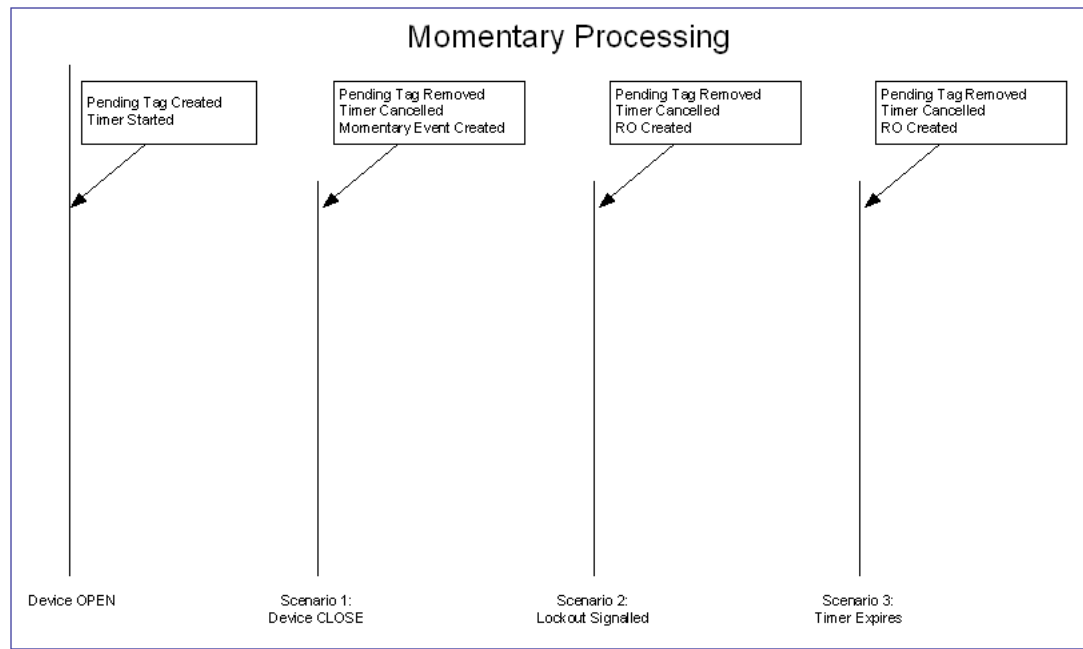 Momentary Processing
Pending Tag Created
Timer Started
Pending Tag Removed
Timer Cancelled
Momentary Event Created
Pending Tag Removed
Timer Cancelled
RO Created
Pending Tag Removed
Timer Cancelled
RO Created
Device OPEN
Scenario 1:
Device CLOSE
Scenario 2:
Lockout Signalled
Scenario 3:
Timer Expires